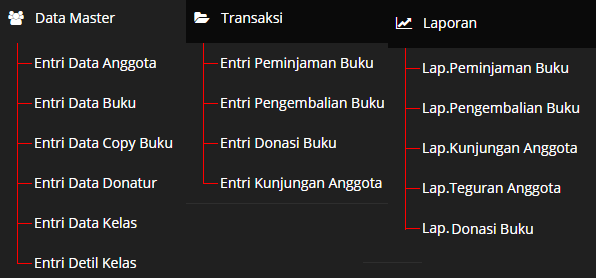 Data Master
Entri Data Anggota
Entri Data Buku
Entri Data Copy Buku
Entri Data Donatur
Entri Data Kelas
Entri Detil Kelas
Transaksi
Entri Peminjaman Buku
Entri Pengembalian Buku
Entri Donasi Buku
Entri Kunjungan Anggota
Laporan
Lap.Peminjaman Buku
Lap.Pengembalian Buku
Lap.Kunjungan Anggota
Lap.Teguran Anggota
Lap.Donasi Buku